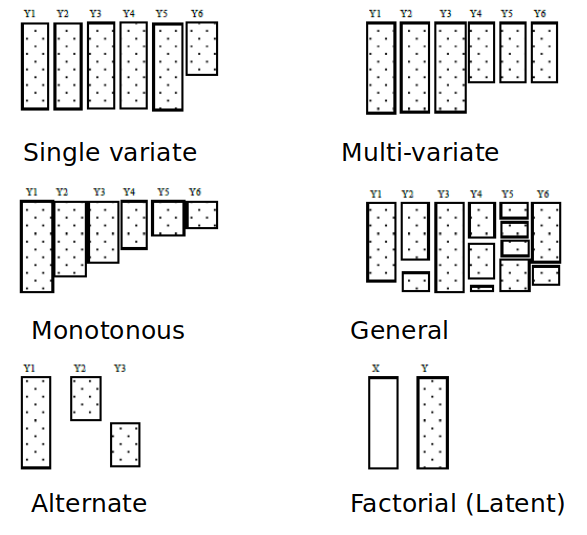 Y1 Y2 Y3 Y4 Y5 Y6
Single variate
Y1 Y2 Y3 Y4 Y5 Y6
Multi-variate
Y1 Y2 Y3 Y4 Y5 Y6
Monotonous
Y1 Y2 Y3 Y4 Y5 Y6
General
Y1 Y2 Y3
Alternate
X Y
Factorial (Latent)